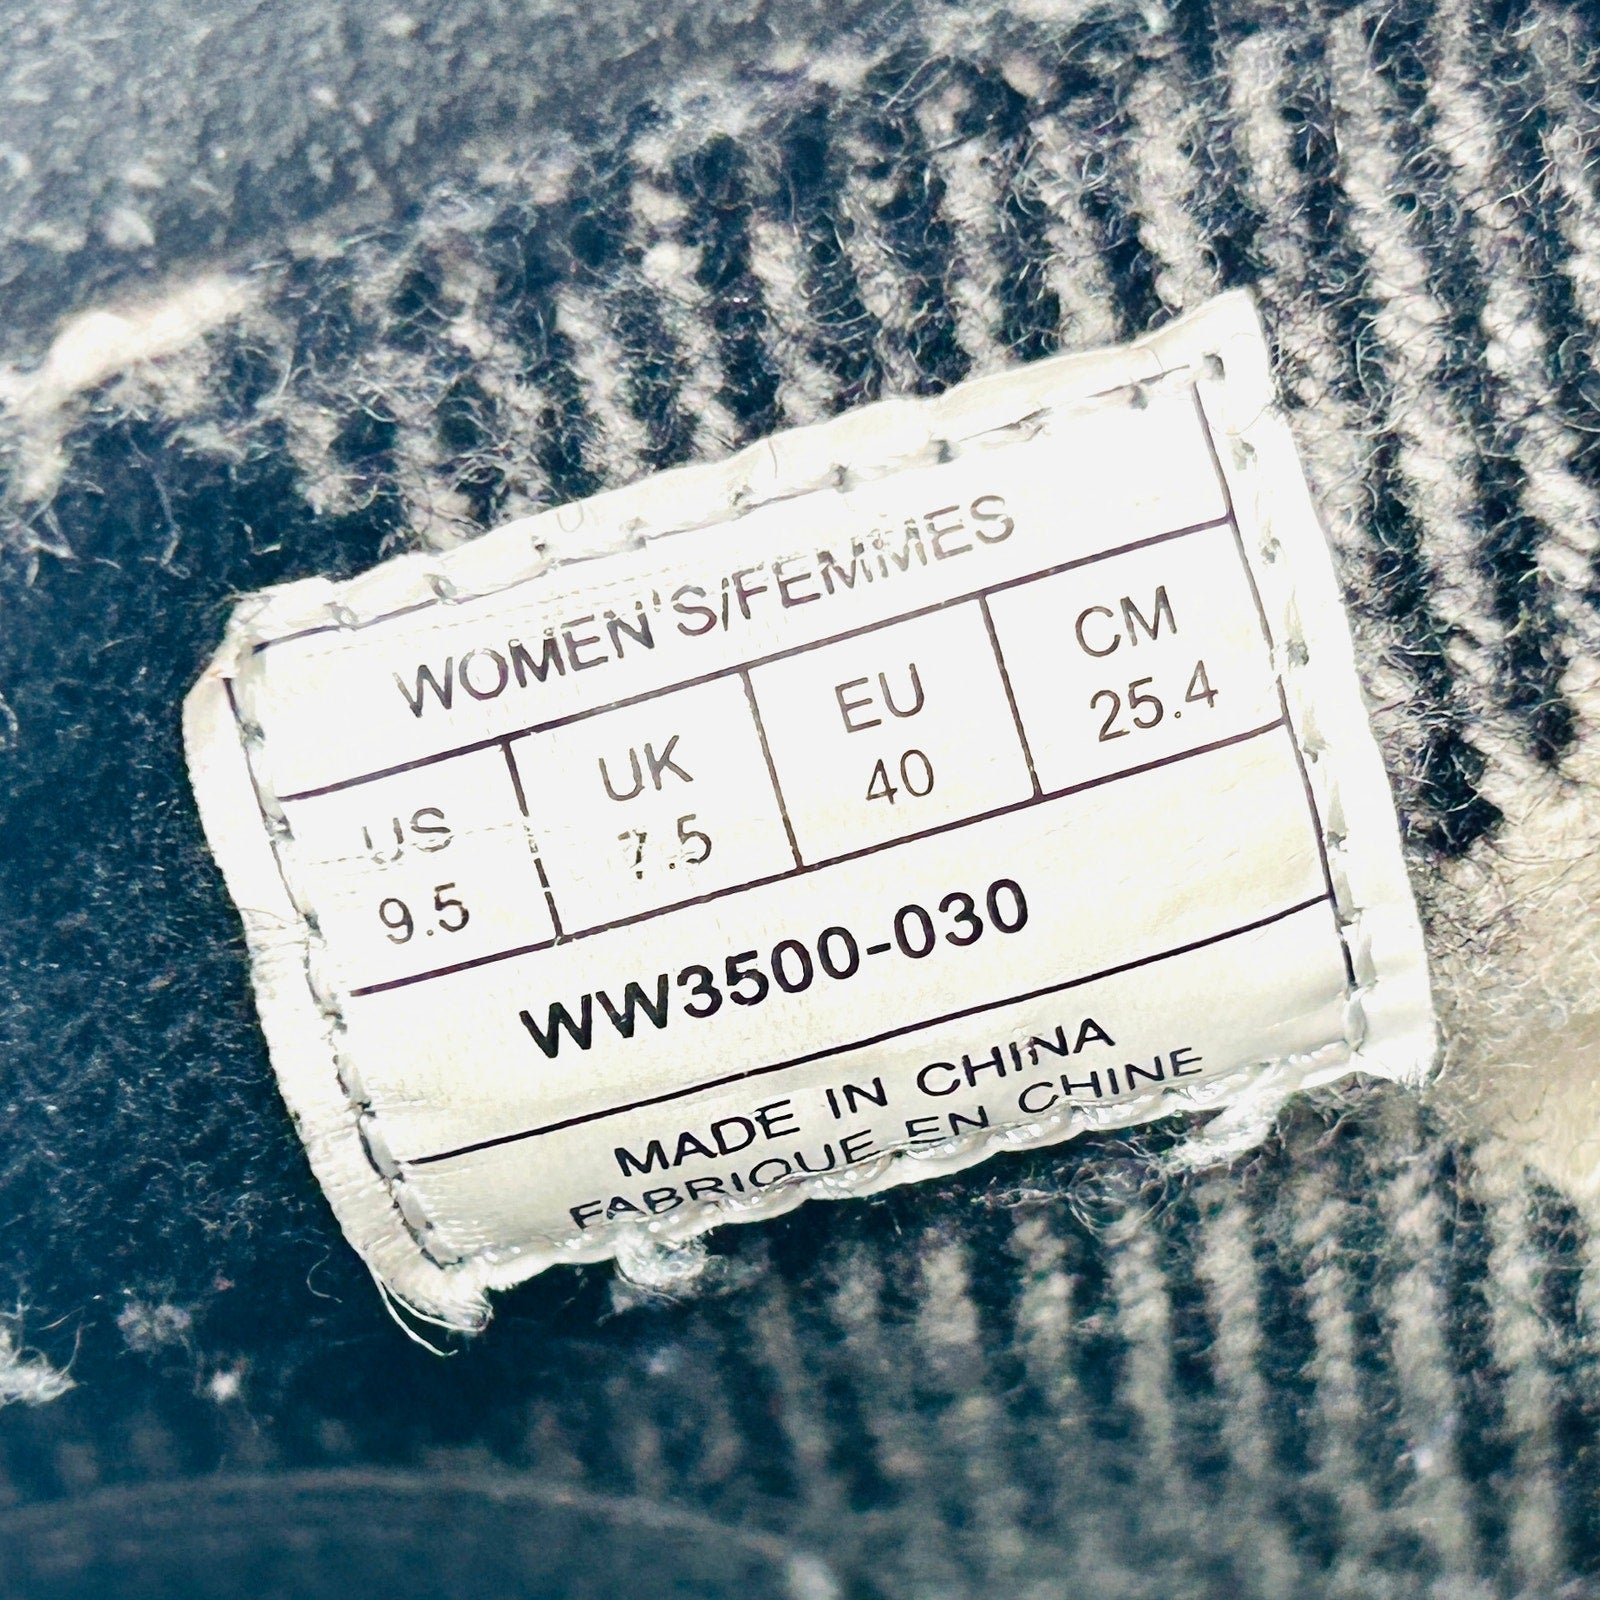 WOMEN'S/FEMMES
US UK EU CM
9.5 7.5 40 25.4
WW3500-030
MADE IN CHINA
FABRIQUE EN CHINE